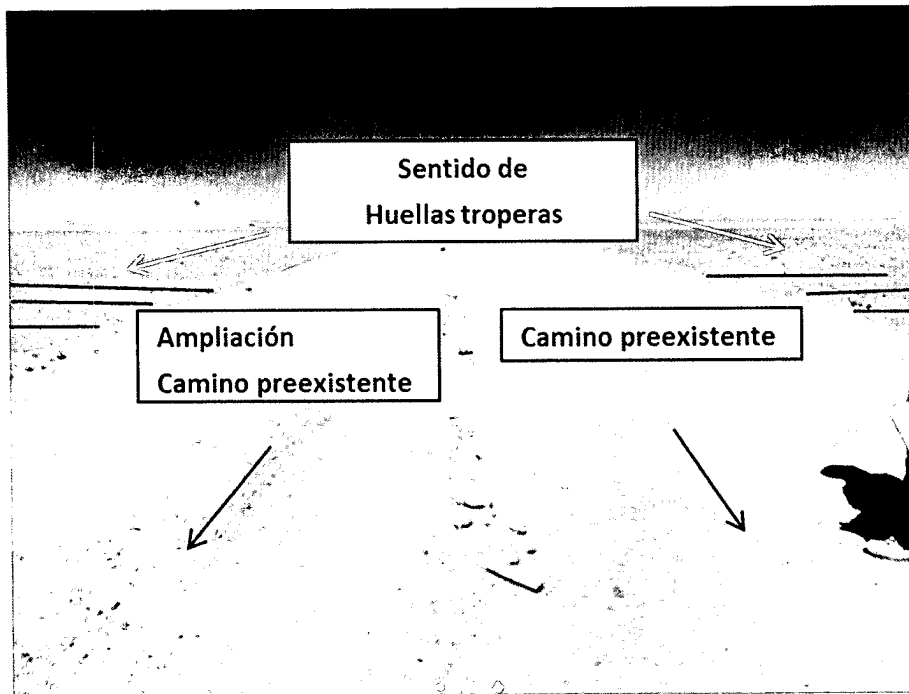 Sentido de
Huellas troperas
Ampliación
Camino preexistente
Camino preexistente